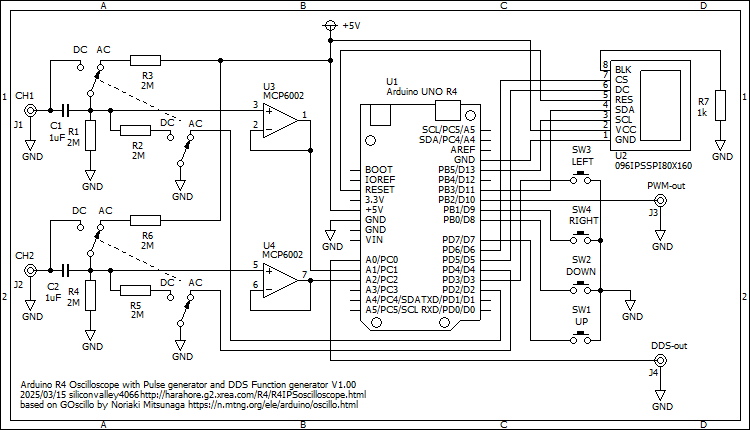 A B C D
+5V
DC AC
R3
2M
8
BLK
7
CS
6
DC
5
RES
4
SDA
3
SCL
2
VCC
1
GND
U2
096IPSSPI80X160
R7
1k
GND
1
1
CH1
J1
GND
C1
1uF
R1
2M
GND
R2
2M
DC AC
GND
U3
MCP6002
3
2
1
U1
Arduino UNO R4
SCL/PC5/A5
SDA/PC4/A4
AREF
GND
PB5/D13
PB4/D12
PB3/D11
PB2/D10
PB1/D9
PB0/D8
PD7/D7
PD6/D6
PD5/D5
PD4/D4
PD3/D3
PD2/D2
TXD/PD1/D1
RXD/PD0/D0
BOOT
IOREF
RESET
3.3V
+5V
GND
GND
VIN
A0/PC0
A1/PC1
A2/PC2
A3/PC3
A4/PC4/SDA
A5/PC5/SCL
GND
SW3
LEFT
SW4
RIGHT
SW2
DOWN
SW1
UP
GND
PWM-out
J3
GND
DDS-out
J4
GND
DC AC
R6
2M
2
2
CH2
J2
GND
C2
1uF
R4
2M
GND
R5
2M
DC AC
GND
U4
MCP6002
5
6
7
Arduino R4 Oscilloscope with Pulse generator and DDS Function generator V1.00
2025/03/15 siliconvalley4066 http://harahore.g2.xrea.com/R4/R4IPSoscilloscope.html
based on GOscillo by Noriaki Mitsunaga https://n.mtng.org/ele/arduino/oscillo.html
A B C D